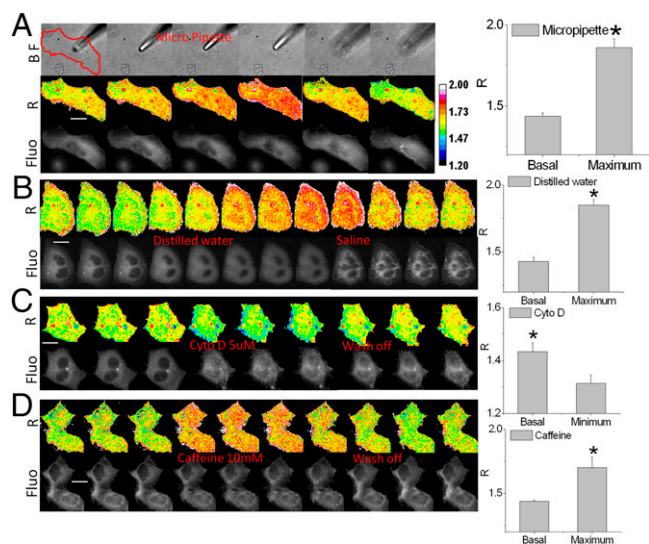 A
B F
Micro Pipette
R
Fluo
2.00
1.73
1.47
1.20
Micropipette
*
R
2.0
1.5
Basal Maximum
B
R
Fluo
Distilled water Saline
Distilled water
*
R
2.0
1.5
Basal Maximum
C
R
Fluo
Cyto D 5uM Wash off
Cyto D
*
R
1.6
1.4
1.2
Basal Minimum
D
R
Fluo
Caffeine 10mM Wash off
Caffeine
*
R
2.0
1.5
Basal Maximum